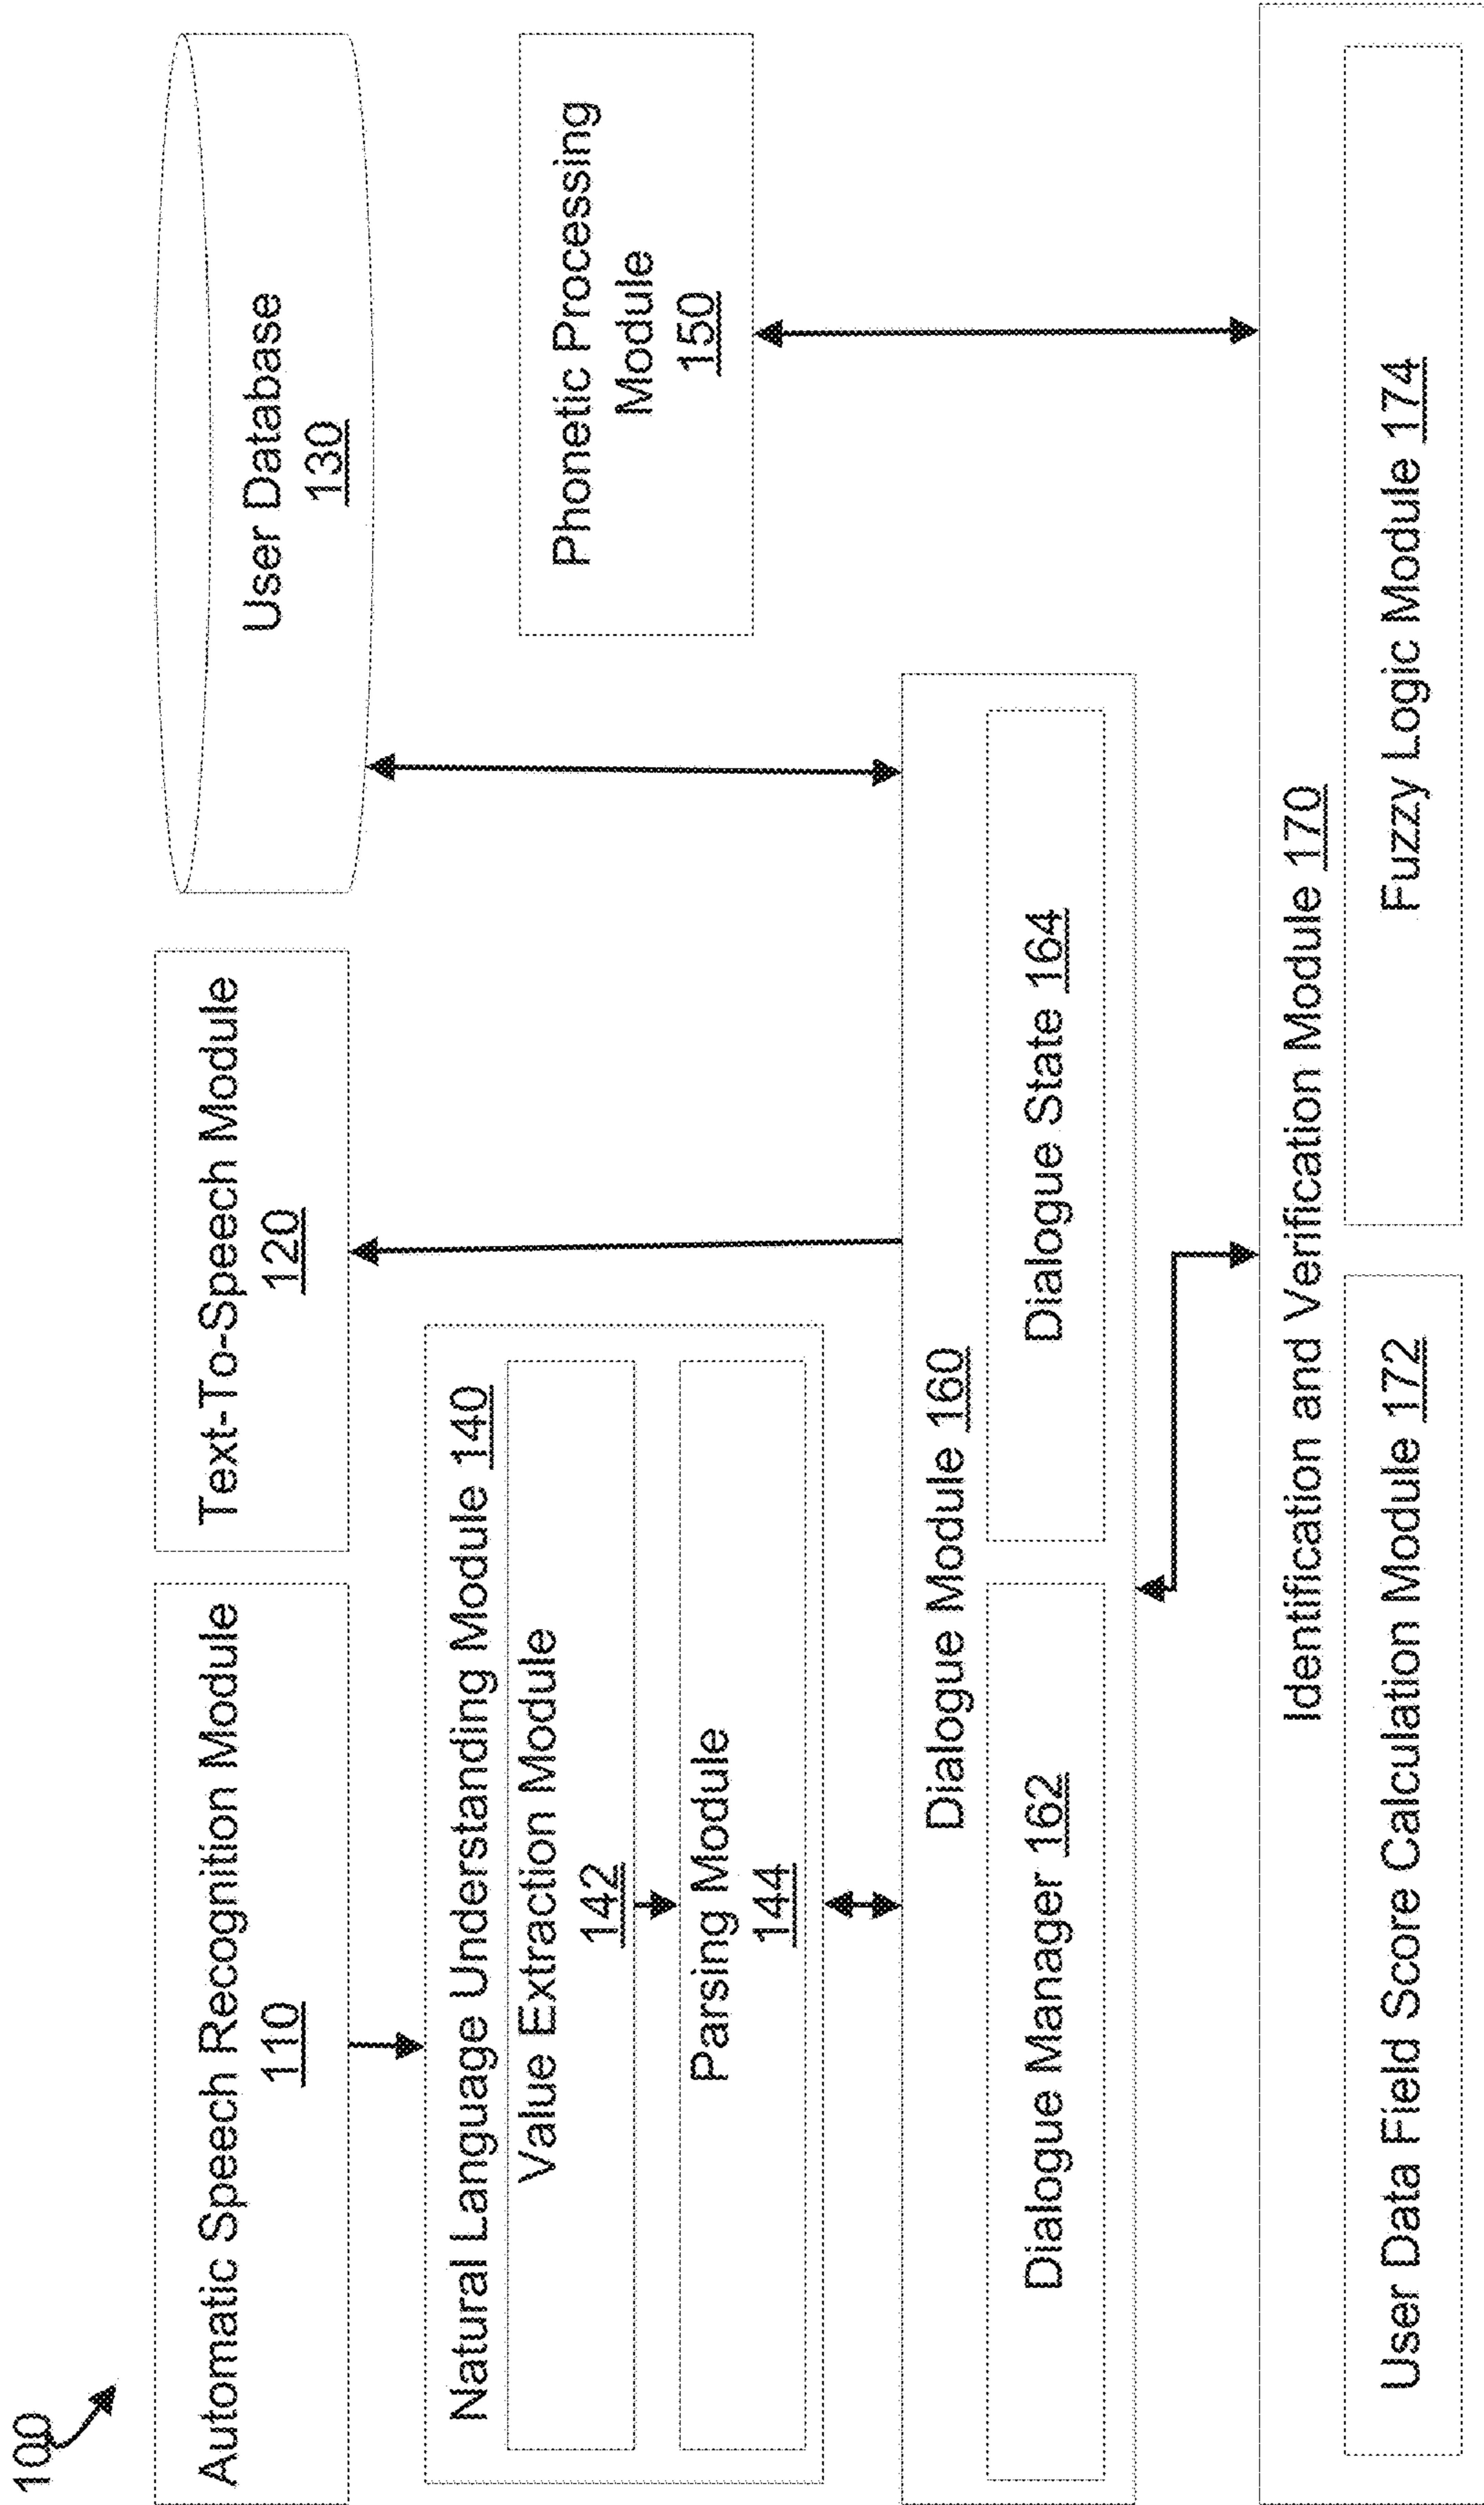 100
Automatic Speech Recognition Module
110
Text-To-Speech Module
120
User Database
130
Natural Language Understanding Module 140
Value Extraction Module
142
Parsing Module
144
Phonetic Processing
Module
150
Dialogue Module 160
Dialogue Manager 162
Dialogue State 164
Identification and Verification Module 170
User Data Field Score Calculation Module 172
Fuzzy Logic Module 174